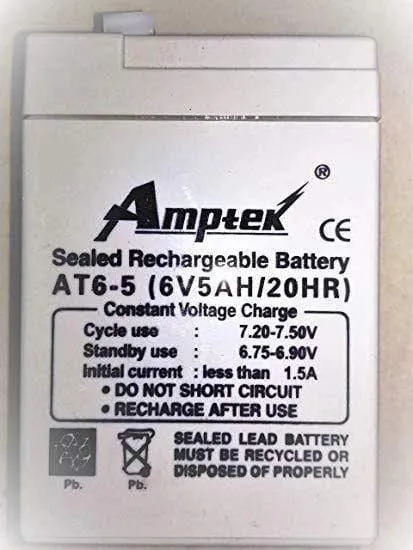 Amptek ®
CE
Sealed Rechargeable Battery
AT6-5 (6V5AH/20HR)
Constant Voltage Charge
Cycle use : 7.20-7.50V
Standby use : 6.75-6.90V
Initial current : less than 1.5A
• DO NOT SHORT CIRCUIT
• RECHARGE AFTER USE
SEALED LEAD BATTERY
MUST BE RECYCLED OR
DISPOSED OF PROPERLY
Pb. Pb.